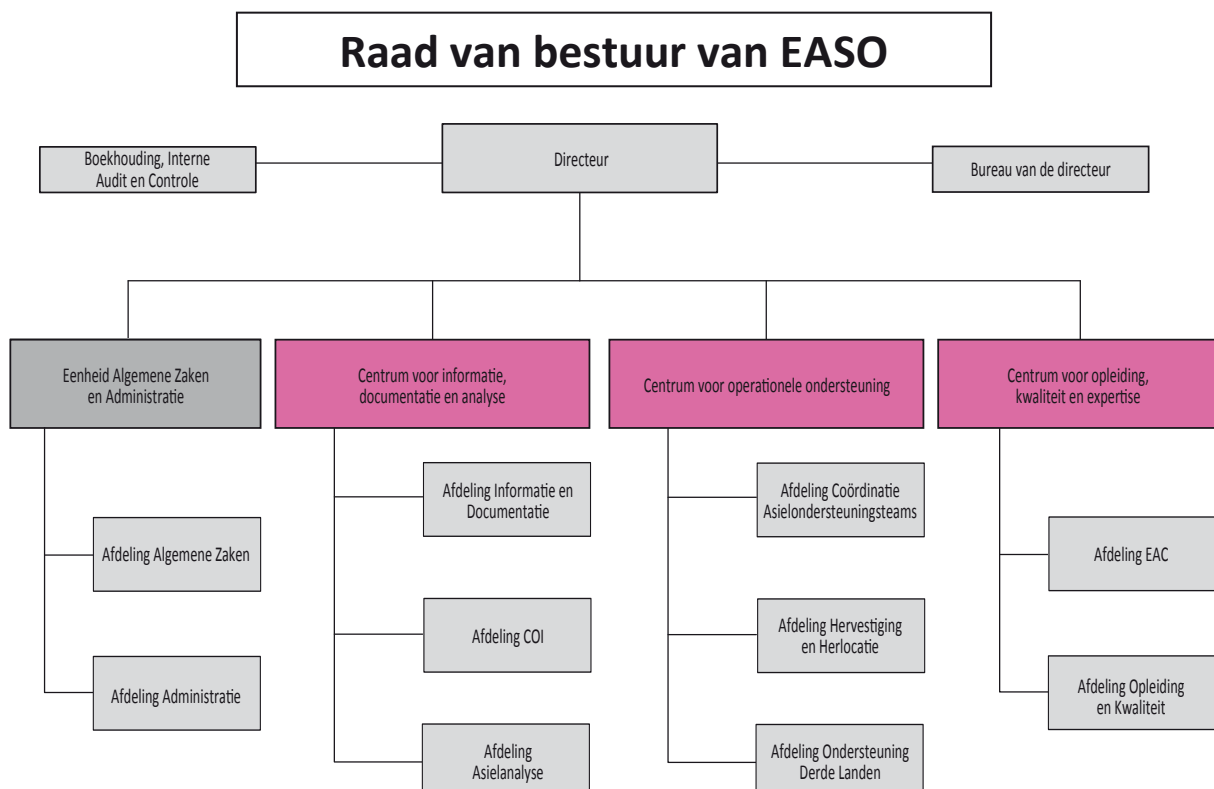 Raad van bestuur van EASO
Boekhouding, Interne
Audit en Controle
Directeur
Bureau van de directeur
Eenheid Algemene Zaken
en Administratie
Centrum voor informatie,
documentatie en analyse
Centrum voor operationele ondersteuning
Centrum voor opleiding,
kwaliteit en expertise
Afdeling Algemene Zaken
Afdeling Administratie
Afdeling Informatie en
Documentatie
Afdeling COI
Afdeling
Asielanalyse
Afdeling Coördinatie
Asielondersteuningsteams
Afdeling Hervestiging
en Herlocatie
Afdeling Ondersteuning
Derde Landen
Afdeling EAC
Afdeling Opleiding
en Kwaliteit